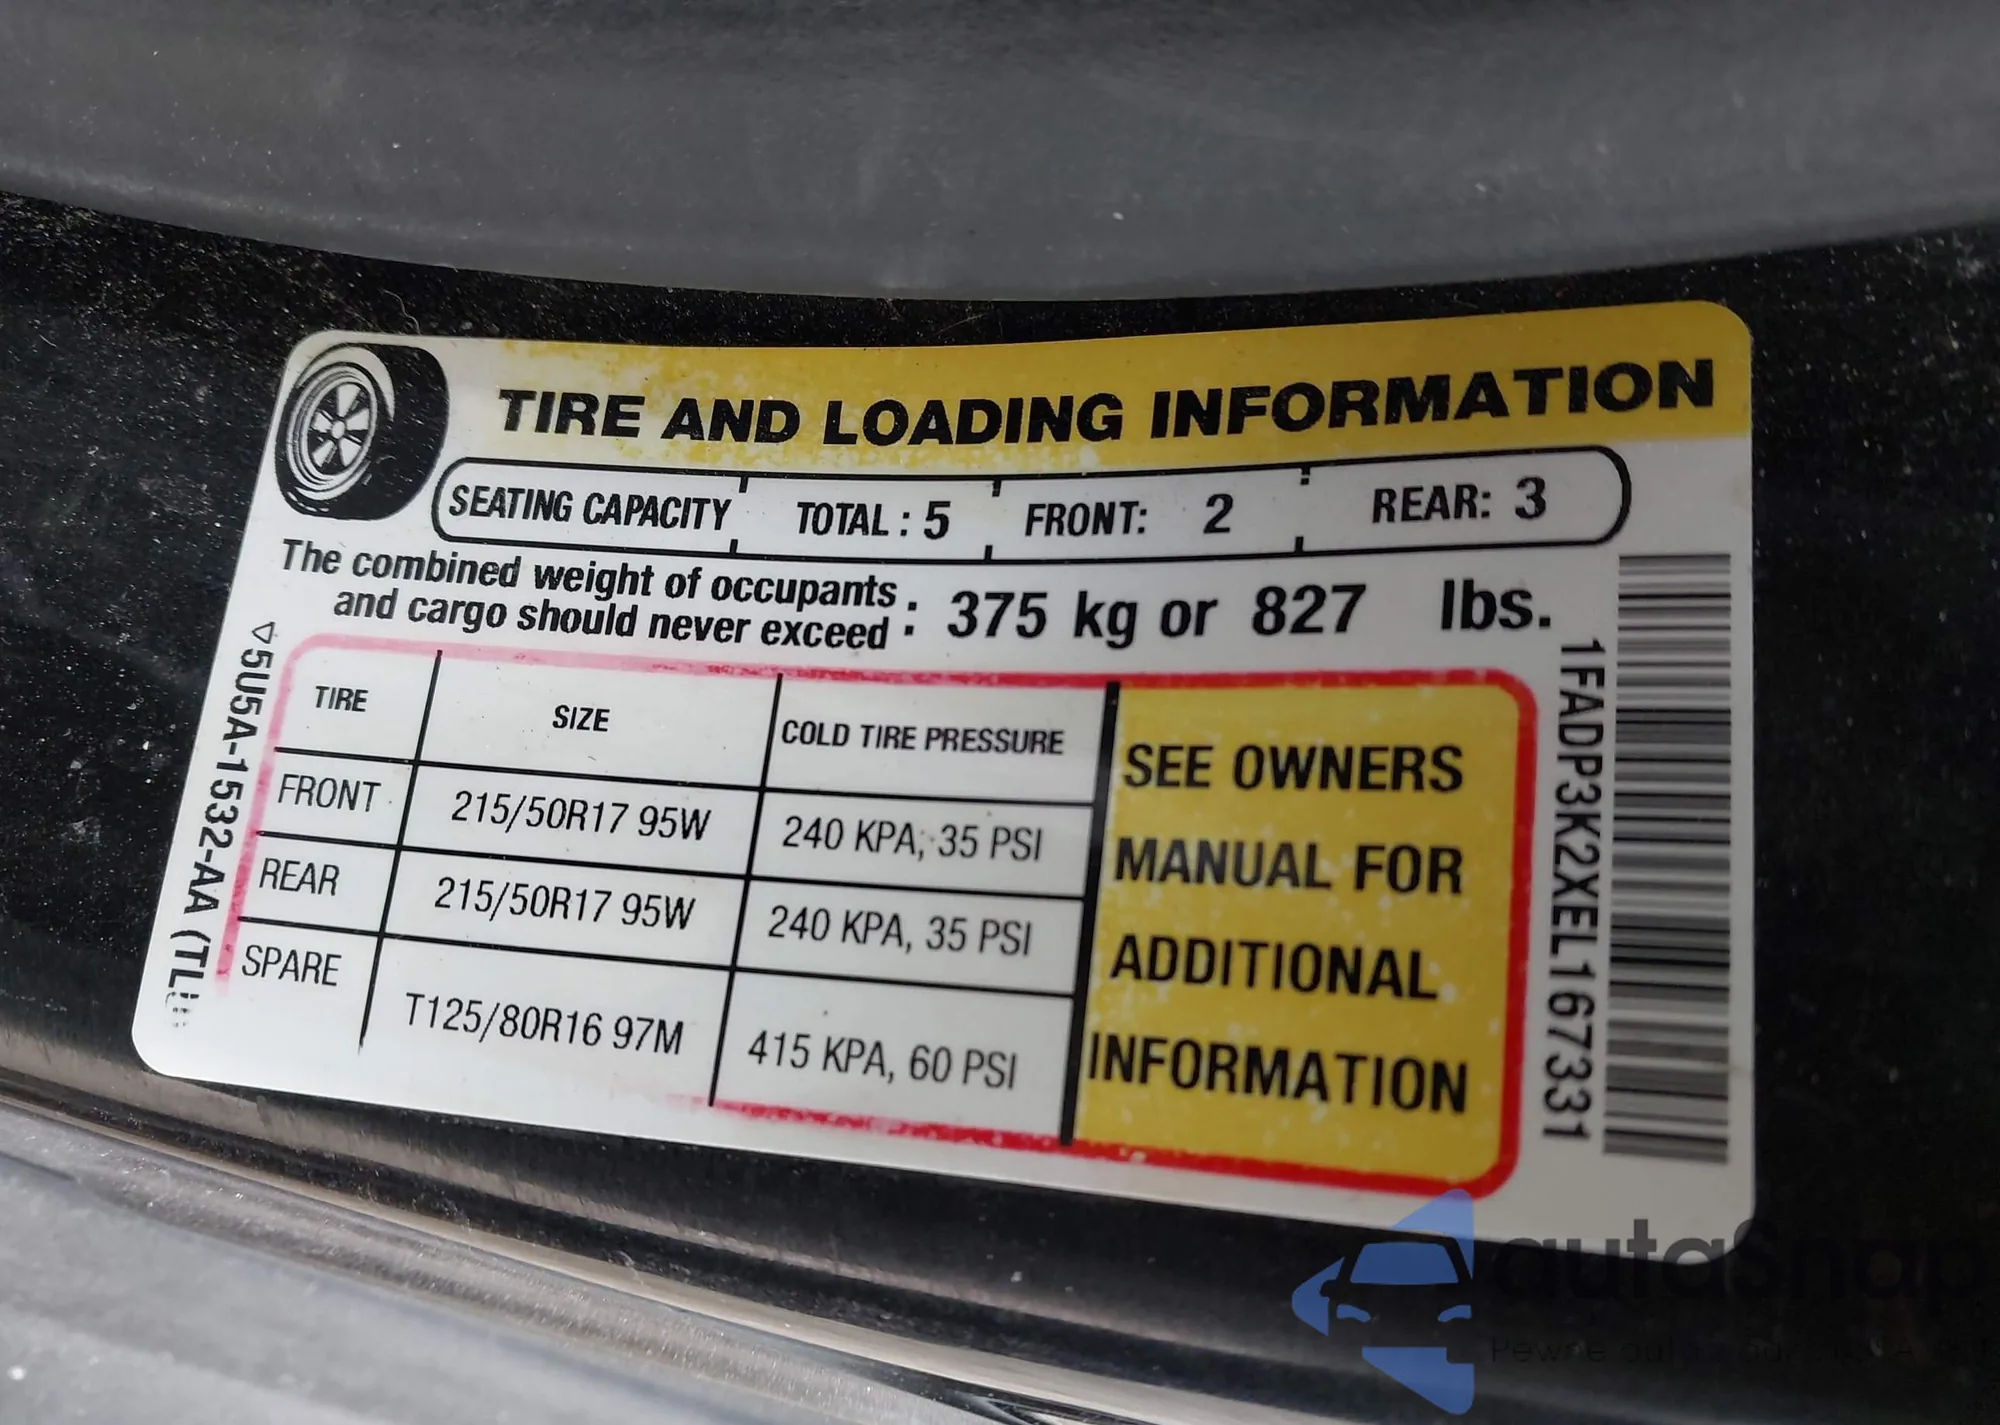 TIRE AND LOADING INFORMATION
SEATING CAPACITY TOTAL : 5 FRONT: 2 REAR: 3
The combined weight of occupants
and cargo should never exceed : 375 kg or 827 lbs.
TIRE SIZE COLD TIRE PRESSURE
FRONT 215/50R17 95W 240 KPA, 35 PSI
REAR 215/50R17 95W 240 KPA, 35 PSI
SPARE T125/80R16 97M 415 KPA, 60 PSI
SEE OWNERS
MANUAL FOR
ADDITIONAL
INFORMATION
5U5A-1532-AA
1FADP3K2XEL167331
autasnap